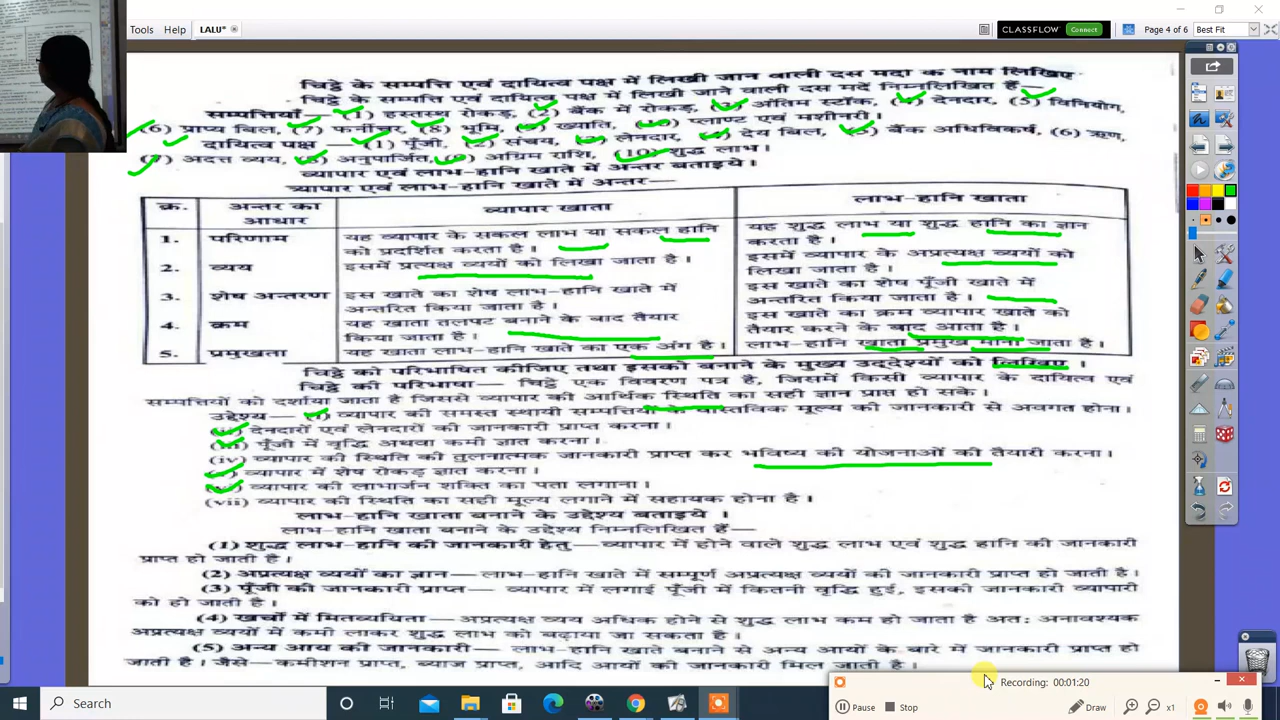 Tools Help LALU*
CLASSFLOW Connect Page 4 of 6 Best Fit
चिट्ठे के सम्पत्ति एवं दायित्व पक्ष में लिखी जान वाली दस मदों के नाम लिखिए
चिट्ठे के सम्पत्ति एवं दायित्व पक्ष में लिखी जाने वाली दस मदें निम्नलिखित हैं—
सम्पत्तियाँ — (1) हस्तस्थ रोकड़, (2) बैंक में रोकड़, अंतिम स्टॉक, देनदार, (5) विनियोग,
(6) प्राप्य बिल, (7) फर्नीचर, (8) भूमि, ख्याति, प्लाण्ट एवं मशीनरी,
दायित्व पक्ष — (1) पूँजी, (2) संचय, लेनदार, देय बिल, बैंक अधिविकर्ष, (6) ऋण,
(7) अदत्त व्यय, अनुपार्जित, अग्रिम राशि, (10) शुद्ध लाभ।
व्यापार एवं लाभ-हानि खाते में अन्तर बताइये।
व्यापार एवं लाभ-हानि खाते में अन्तर—
क्र. अन्तर का आधार व्यापार खाता लाभ-हानि खाता
1. परिणाम यह व्यापार के सकल लाभ या सकल हानि को प्रदर्शित करता है। यह शुद्ध लाभ या शुद्ध हानि का ज्ञान करता है।
2. व्यय इसमें प्रत्यक्ष व्ययों को लिखा जाता है। इसमें व्यापार के अप्रत्यक्ष व्ययों को लिखा जाता है।
3. शेष अन्तरण इस खाते का शेष लाभ-हानि खाते में अन्तरित किया जाता है। इस खाते का शेष पूँजी खाते में अन्तरित किया जाता है।
4. क्रम यह खाता तलपट बनाने के बाद तैयार किया जाता है। इस खाते का क्रम व्यापार खाते को तैयार करने के बाद आता है।
5. प्रमुखता यह खाता लाभ-हानि खाते का एक अंग है। लाभ-हानि खाता प्रमुख माना जाता है।
चिट्ठे को परिभाषित कीजिए तथा इसको बनाने के मुख्य उद्देश्यों को लिखिए।
चिट्ठे की परिभाषा— चिट्ठे एक विवरण पत्र है, जिसमें किसी व्यापार के दायित्व एवं
सम्पत्तियों को दर्शाया जाता है जिससे व्यापार की आर्थिक स्थिति का सही ज्ञान प्राप्त हो सके।
उद्देश्य— (i) व्यापार की समस्त स्थायी सम्पत्तियों के वास्तविक मूल्य की जानकारी से अवगत होना।
(ii) देनदारों एवं लेनदारों की जानकारी प्राप्त करना।
(iii) पूँजी में वृद्धि अथवा कमी ज्ञात करना।
(iv) व्यापार की स्थिति की तुलनात्मक जानकारी प्राप्त कर भविष्य की योजनाओं की तैयारी करना।
(v) व्यापार में शेष रोकड़ ज्ञात करना।
(vi) व्यापार की लाभार्जन शक्ति का पता लगाना।
(vii) व्यापार की स्थिति का सही मूल्य लगाने में सहायक होना है।
लाभ-हानि खाता बनाने के उद्देश्य बताइये।
लाभ-हानि खाता बनाने के उद्देश्य निम्नलिखित हैं—
(1) शुद्ध लाभ-हानि की जानकारी हेतु—व्यापार में होने वाले शुद्ध लाभ एवं शुद्ध हानि की जानकारी
प्राप्त हो जाती है।
(2) अप्रत्यक्ष व्ययों का ज्ञान— लाभ-हानि खाते में सम्पूर्ण अप्रत्यक्ष व्ययों की जानकारी प्राप्त हो जाती है।
(3) पूँजी की जानकारी प्राप्त— व्यापार में लगाई पूँजी में कितनी वृद्धि हुई, इसकी जानकारी व्यापारी
को हो जाती है।
(4) खर्चों में मितव्ययिता— अप्रत्यक्ष व्यय अधिक होने से शुद्ध लाभ कम हो जाता है अतः अनावश्यक
अप्रत्यक्ष व्ययों में कमी लाकर शुद्ध लाभ को बढ़ाया जा सकता है।
(5) अन्य आय की जानकारी— लाभ-हानि खाते बनाने से अन्य आयों के बारे में जानकारी प्राप्त हो
जाती है। जैसे— कमीशन प्राप्त, ब्याज प्राप्त, आदि आयों की जानकारी मिल जाती है।
Recording: 00:01:20
Pause Stop Draw x1
Search